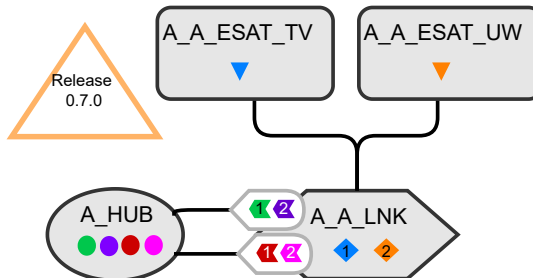 A_A_ESAT_TV
A_A_ESAT_UW
Release
0.7.0
A_HUB
1 2
A_A_LNK
1 2
1 2